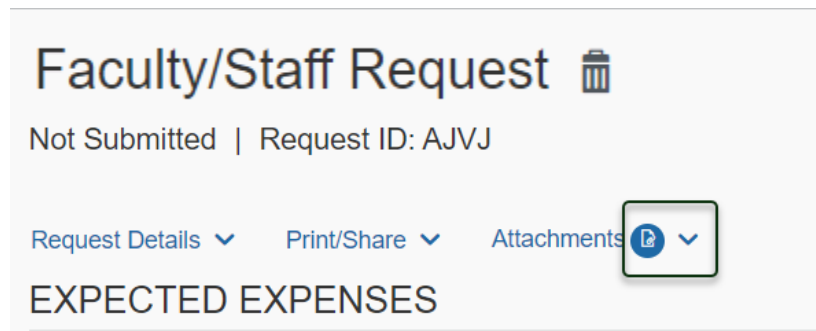 Faculty/Staff Request
Not Submitted | Request ID: AJVJ
Request Details Print/Share Attachments
EXPECTED EXPENSES